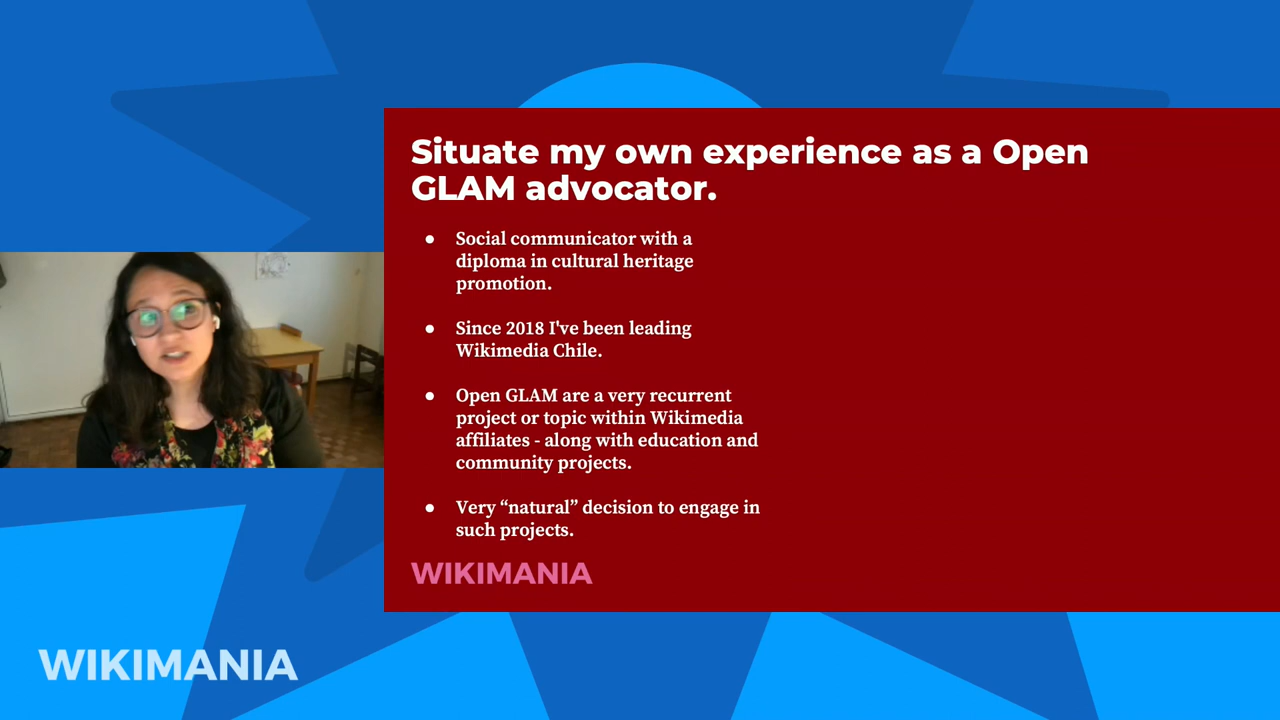 Situate my own experience as a Open
GLAM advocator.
● Social communicator with a
diploma in cultural heritage
promotion.
● Since 2018 I've been leading
Wikimedia Chile.
● Open GLAM are a very recurrent
project or topic within Wikimedia
affiliates - along with education and
community projects.
● Very “natural” decision to engage in
such projects.
WIKIMANIA
WIKIMANIA